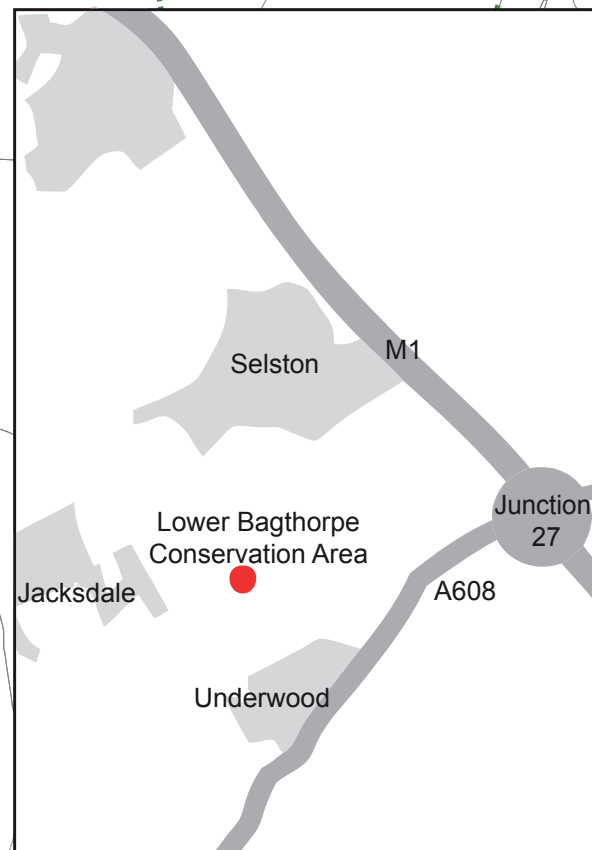 M1
Selston
Junction
27
Lower Bagthorpe
Conservation Area
Jacksdale
A608
Underwood